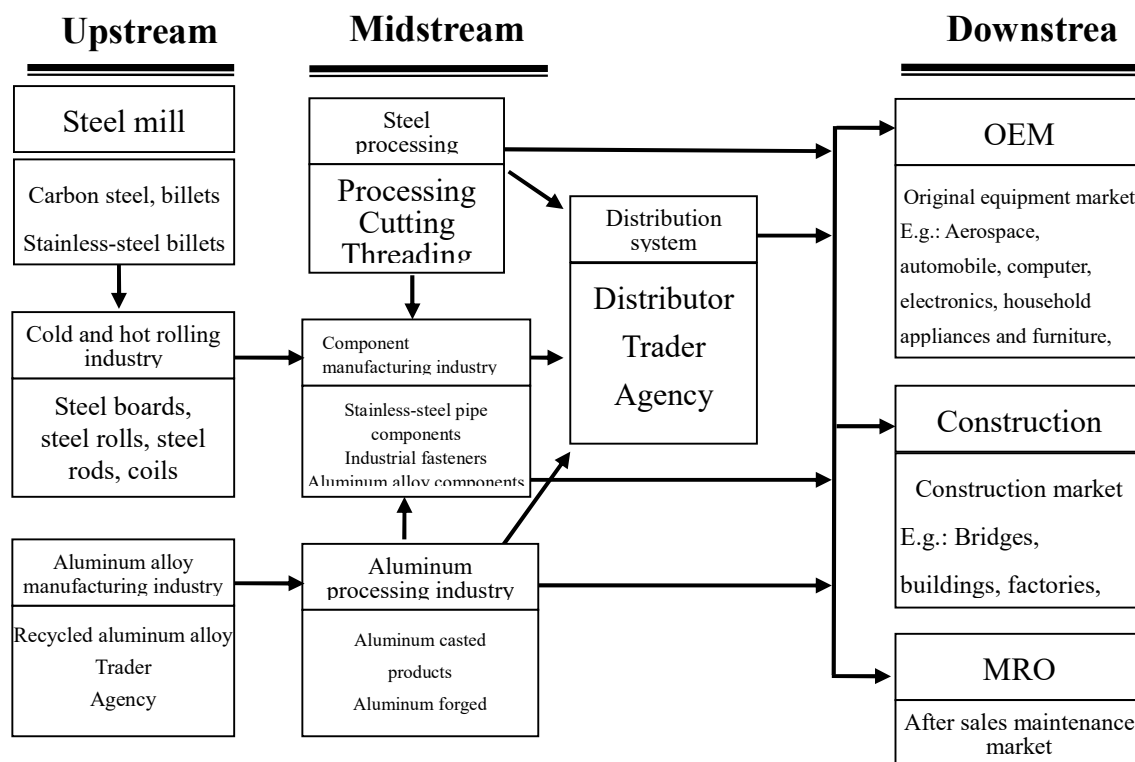 Upstream
Midstream
Downstrea
Steel mill
Carbon steel, billets
Stainless-steel billets
Cold and hot rolling
industry
Steel boards,
steel rolls, steel
rods, coils
Aluminum alloy
manufacturing industry
Recycled aluminum alloy
Trader
Agency
Steel
processing
Processing
Cutting
Threading
Component
manufacturing industry
Stainless-steel pipe
components
Industrial fasteners
Aluminum alloy components
Aluminum
processing industry
Aluminum casted
products
Aluminum forged
Distribution
system
Distributor
Trader
Agency
OEM
Original equipment market
E.g.: Aerospace,
automobile, computer,
electronics, household
appliances and furniture,
Construction
Construction market
E.g.: Bridges,
buildings, factories,
MRO
After sales maintenance
market